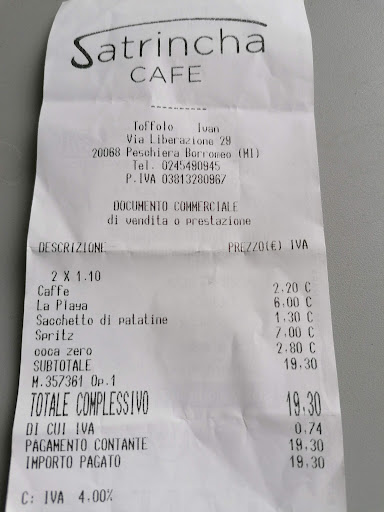 Satrincha
CAFE
-----------
Toffolo Ivan
Via Liberazione 29
20068 Peschiera Borromeo (MI)
Tel. 0245490945
P.IVA 03813280967
DOCUMENTO COMMERCIALE
di vendita o prestazione
DESCRIZIONE PREZZO(€) IVA
2 X 1.10
Caffe 2.20 C
La Playa 6.00 C
Sacchetto di patatine 1.30 C
Spritz 7.00 C
coca zero 2.80 C
SUBTOTALE 19.30
M.357361 Op.1
TOTALE COMPLESSIVO 19.30
DI CUI IVA 0.74
PAGAMENTO CONTANTE 19.30
IMPORTO PAGATO 19.30
C: IVA 4.00%